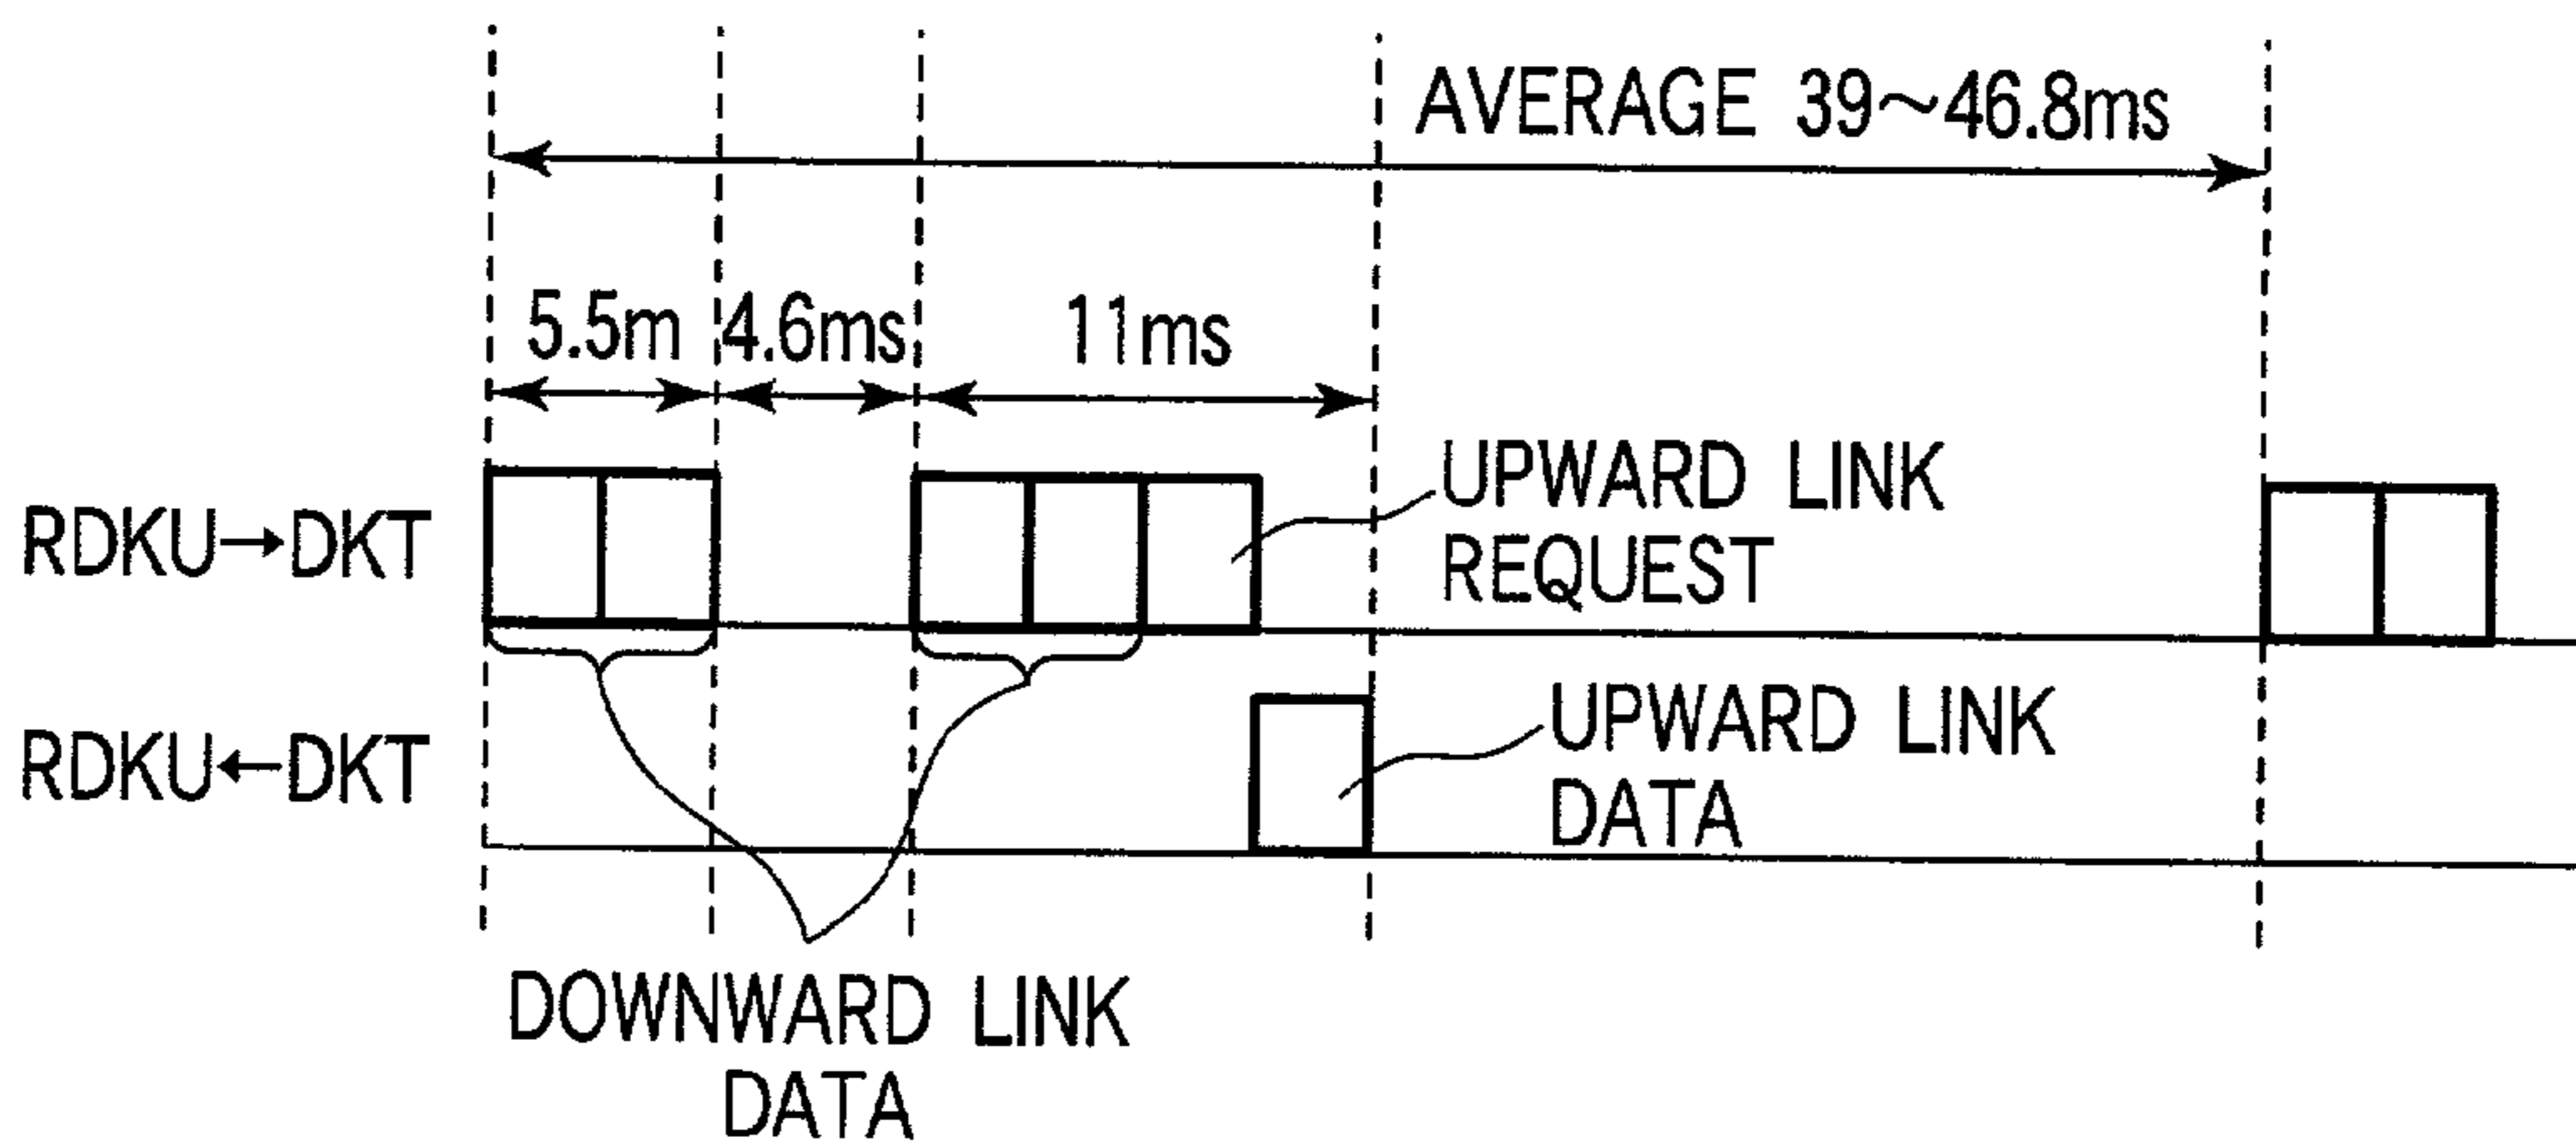 AVERAGE 39~46.8ms
5.5m 4.6ms 11ms
RDKU→DKT
UPWARD LINK
REQUEST
RDKU←DKT
UPWARD LINK
DATA
DOWNWARD LINK
DATA